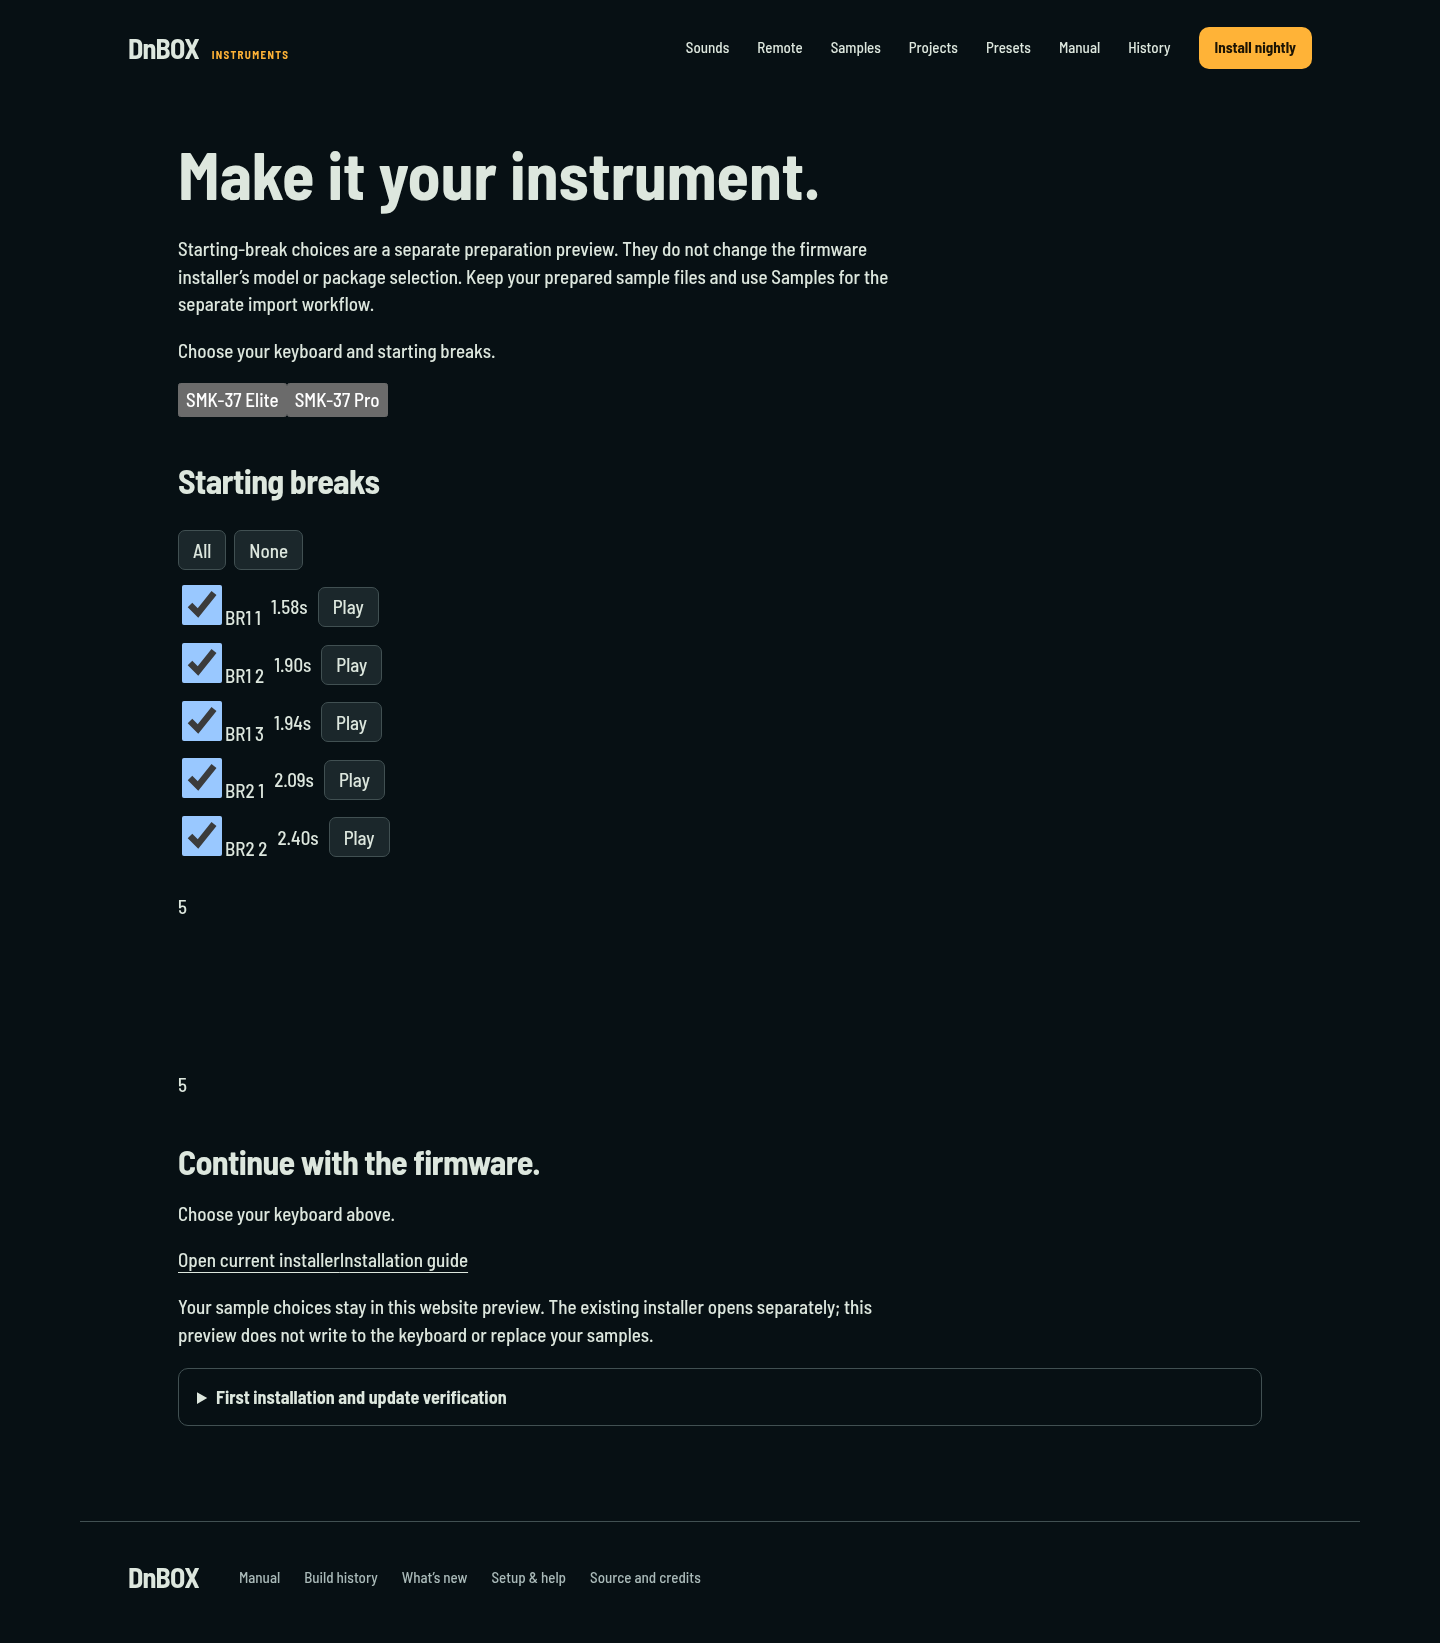 DnBOX INSTRUMENTS Sounds Remote Samples Projects Presets Manual History Install nightly
Make it your instrument.
Starting-break choices are a separate preparation preview. They do not change the firmware
installer’s model or package selection. Keep your prepared sample files and use Samples for the
separate import workflow.
Choose your keyboard and starting breaks.
SMK-37 Elite SMK-37 Pro
Starting breaks
All None
BR1 1 1.58s Play
BR1 2 1.90s Play
BR1 3 1.94s Play
BR2 1 2.09s Play
BR2 2 2.40s Play
5
5
Continue with the firmware.
Choose your keyboard above.
Open current installerInstallation guide
Your sample choices stay in this website preview. The existing installer opens separately; this
preview does not write to the keyboard or replace your samples.
First installation and update verification
DnBOX Manual Build history What’s new Setup & help Source and credits